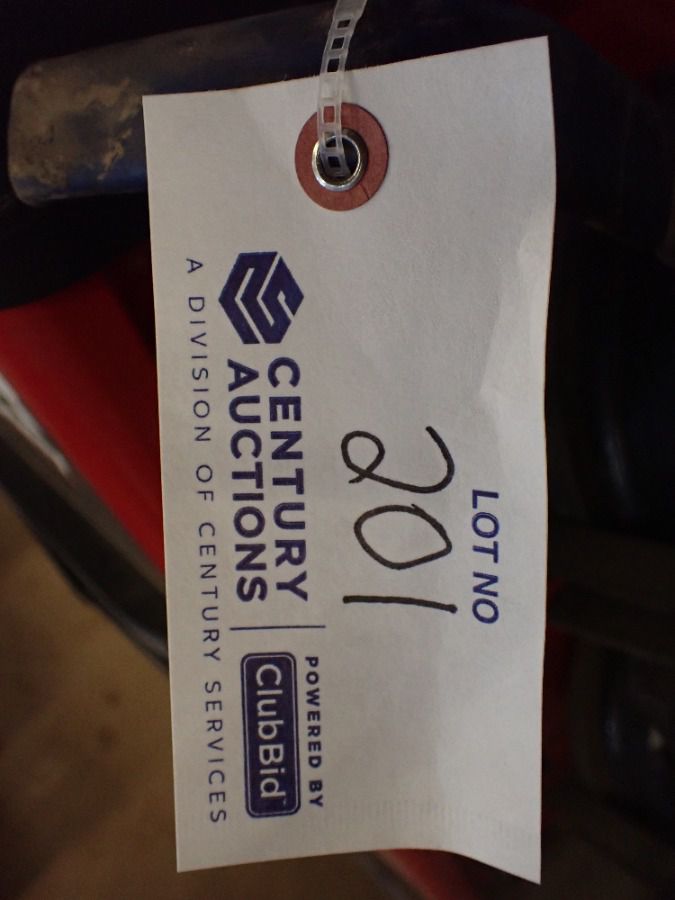 LOT NO
201
CENTURY
AUCTIONS
POWERED BY
ClubBid
A DIVISION OF CENTURY SERVICES